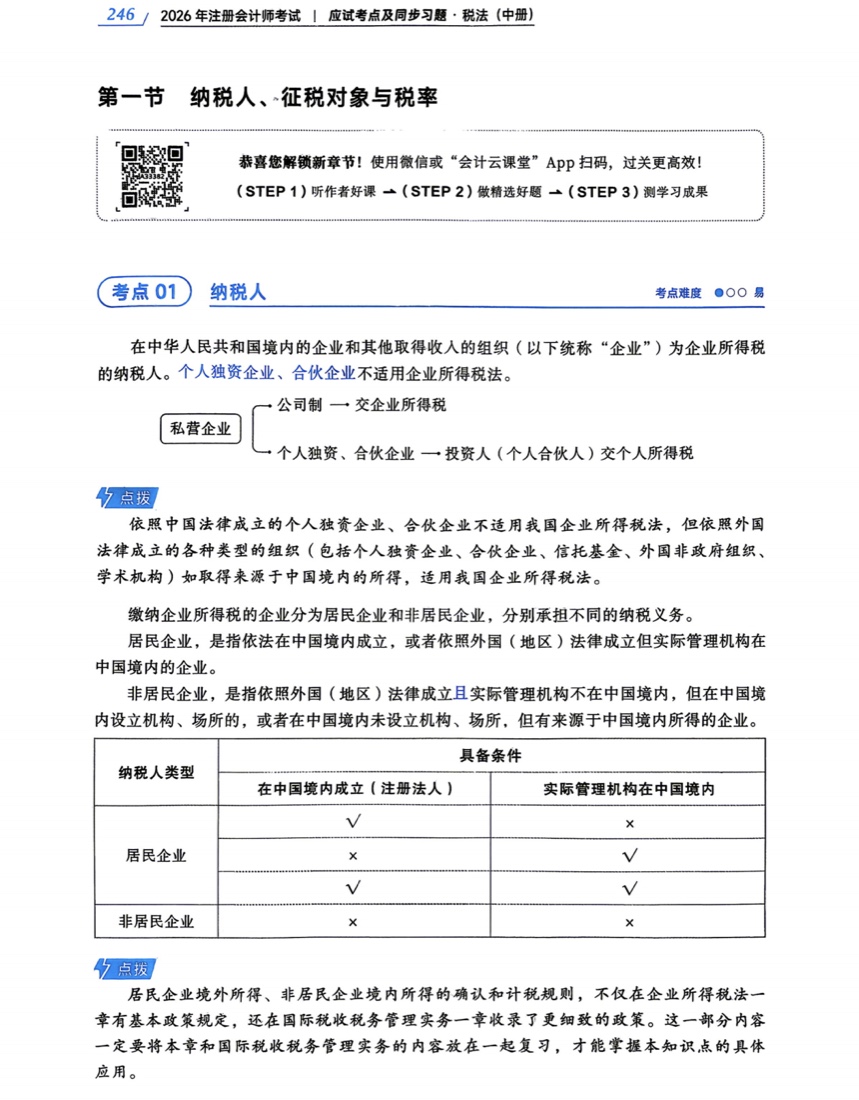 246 / 2026 年注册会计师考试 | 应试考点及同步习题·税法（中册）
第一节 纳税人、征税对象与税率
恭喜您解锁新章节！使用微信或“会计云课堂”App 扫码，过关更高效！
（STEP 1）听作者好课 ⇀（STEP 2）做精选好题 ⇀（STEP 3）测学习成果
考点 01 纳税人 考点难度 ●○○ 易
在中华人民共和国境内的企业和其他取得收入的组织（以下统称“企业”）为企业所得税
的纳税人。个人独资企业、合伙企业不适用企业所得税法。
公司制 → 交企业所得税
私营企业
个人独资、合伙企业 → 投资人（个人合伙人）交个人所得税
点拨
依照中国法律成立的个人独资企业、合伙企业不适用我国企业所得税法，但依照外国
法律成立的各种类型的组织（包括个人独资企业、合伙企业、信托基金、外国非政府组织、
学术机构）如取得来源于中国境内的所得，适用我国企业所得税法。
缴纳企业所得税的企业分为居民企业和非居民企业，分别承担不同的纳税义务。
居民企业，是指依法在中国境内成立，或者依照外国（地区）法律成立但实际管理机构在
中国境内的企业。
非居民企业，是指依照外国（地区）法律成立且实际管理机构不在中国境内，但在中国境
内设立机构、场所的，或者在中国境内未设立机构、场所，但有来源于中国境内所得的企业。
纳税人类型 具备条件
在中国境内成立（注册法人） 实际管理机构在中国境内
√ ×
居民企业 × √
√ √
非居民企业 × ×
点拨
居民企业境外所得、非居民企业境内所得的确认和计税规则，不仅在企业所得税法一
章有基本政策规定，还在国际税收税务管理实务一章收录了更细致的政策。这一部分内容
一定要将本章和国际税收税务管理实务的内容放在一起复习，才能掌握本知识点的具体
应用。